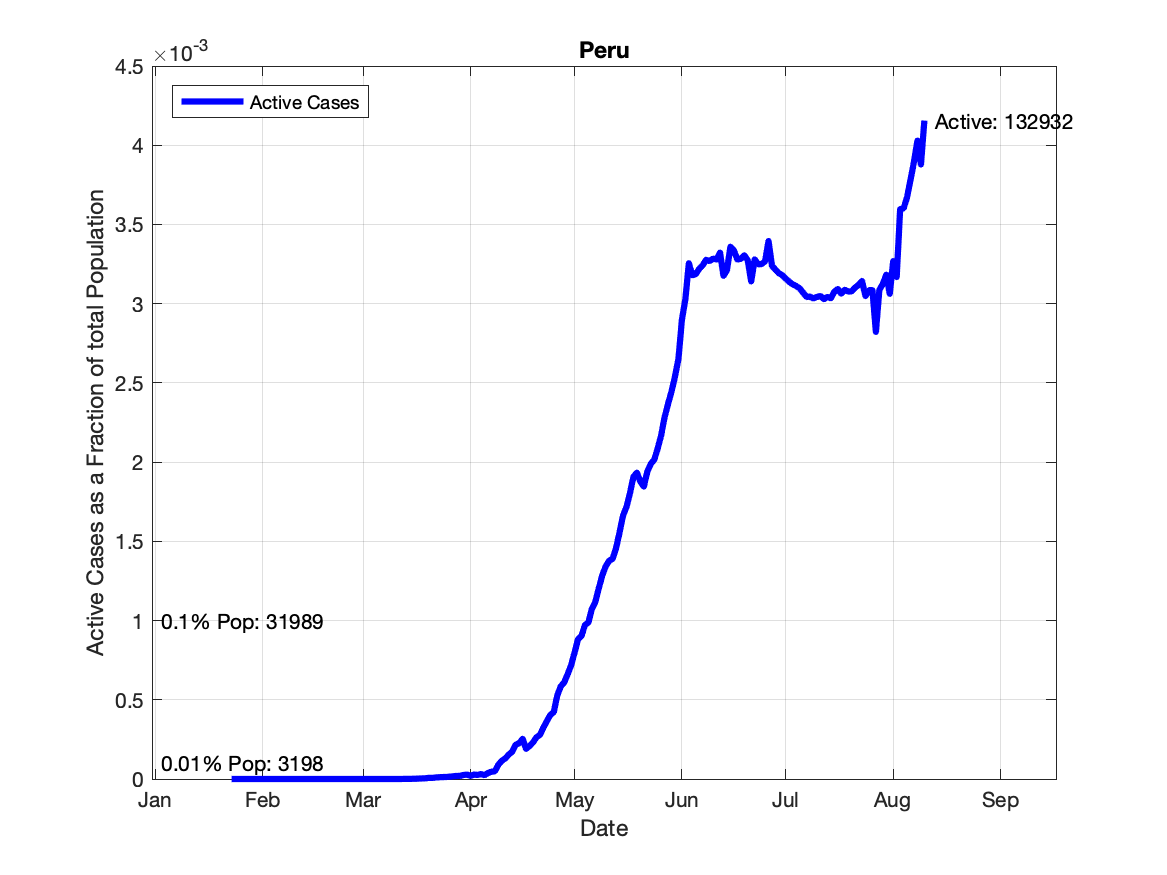 Peru
×10-3
Active Cases
Active: 132932
4.5
4
3.5
3
2.5
2
1.5
1
0.5
0
0.1% Pop: 31989
0.01% Pop: 3198
Active Cases as a Fraction of total Population
Jan Feb Mar Apr May Jun Jul Aug Sep
Date